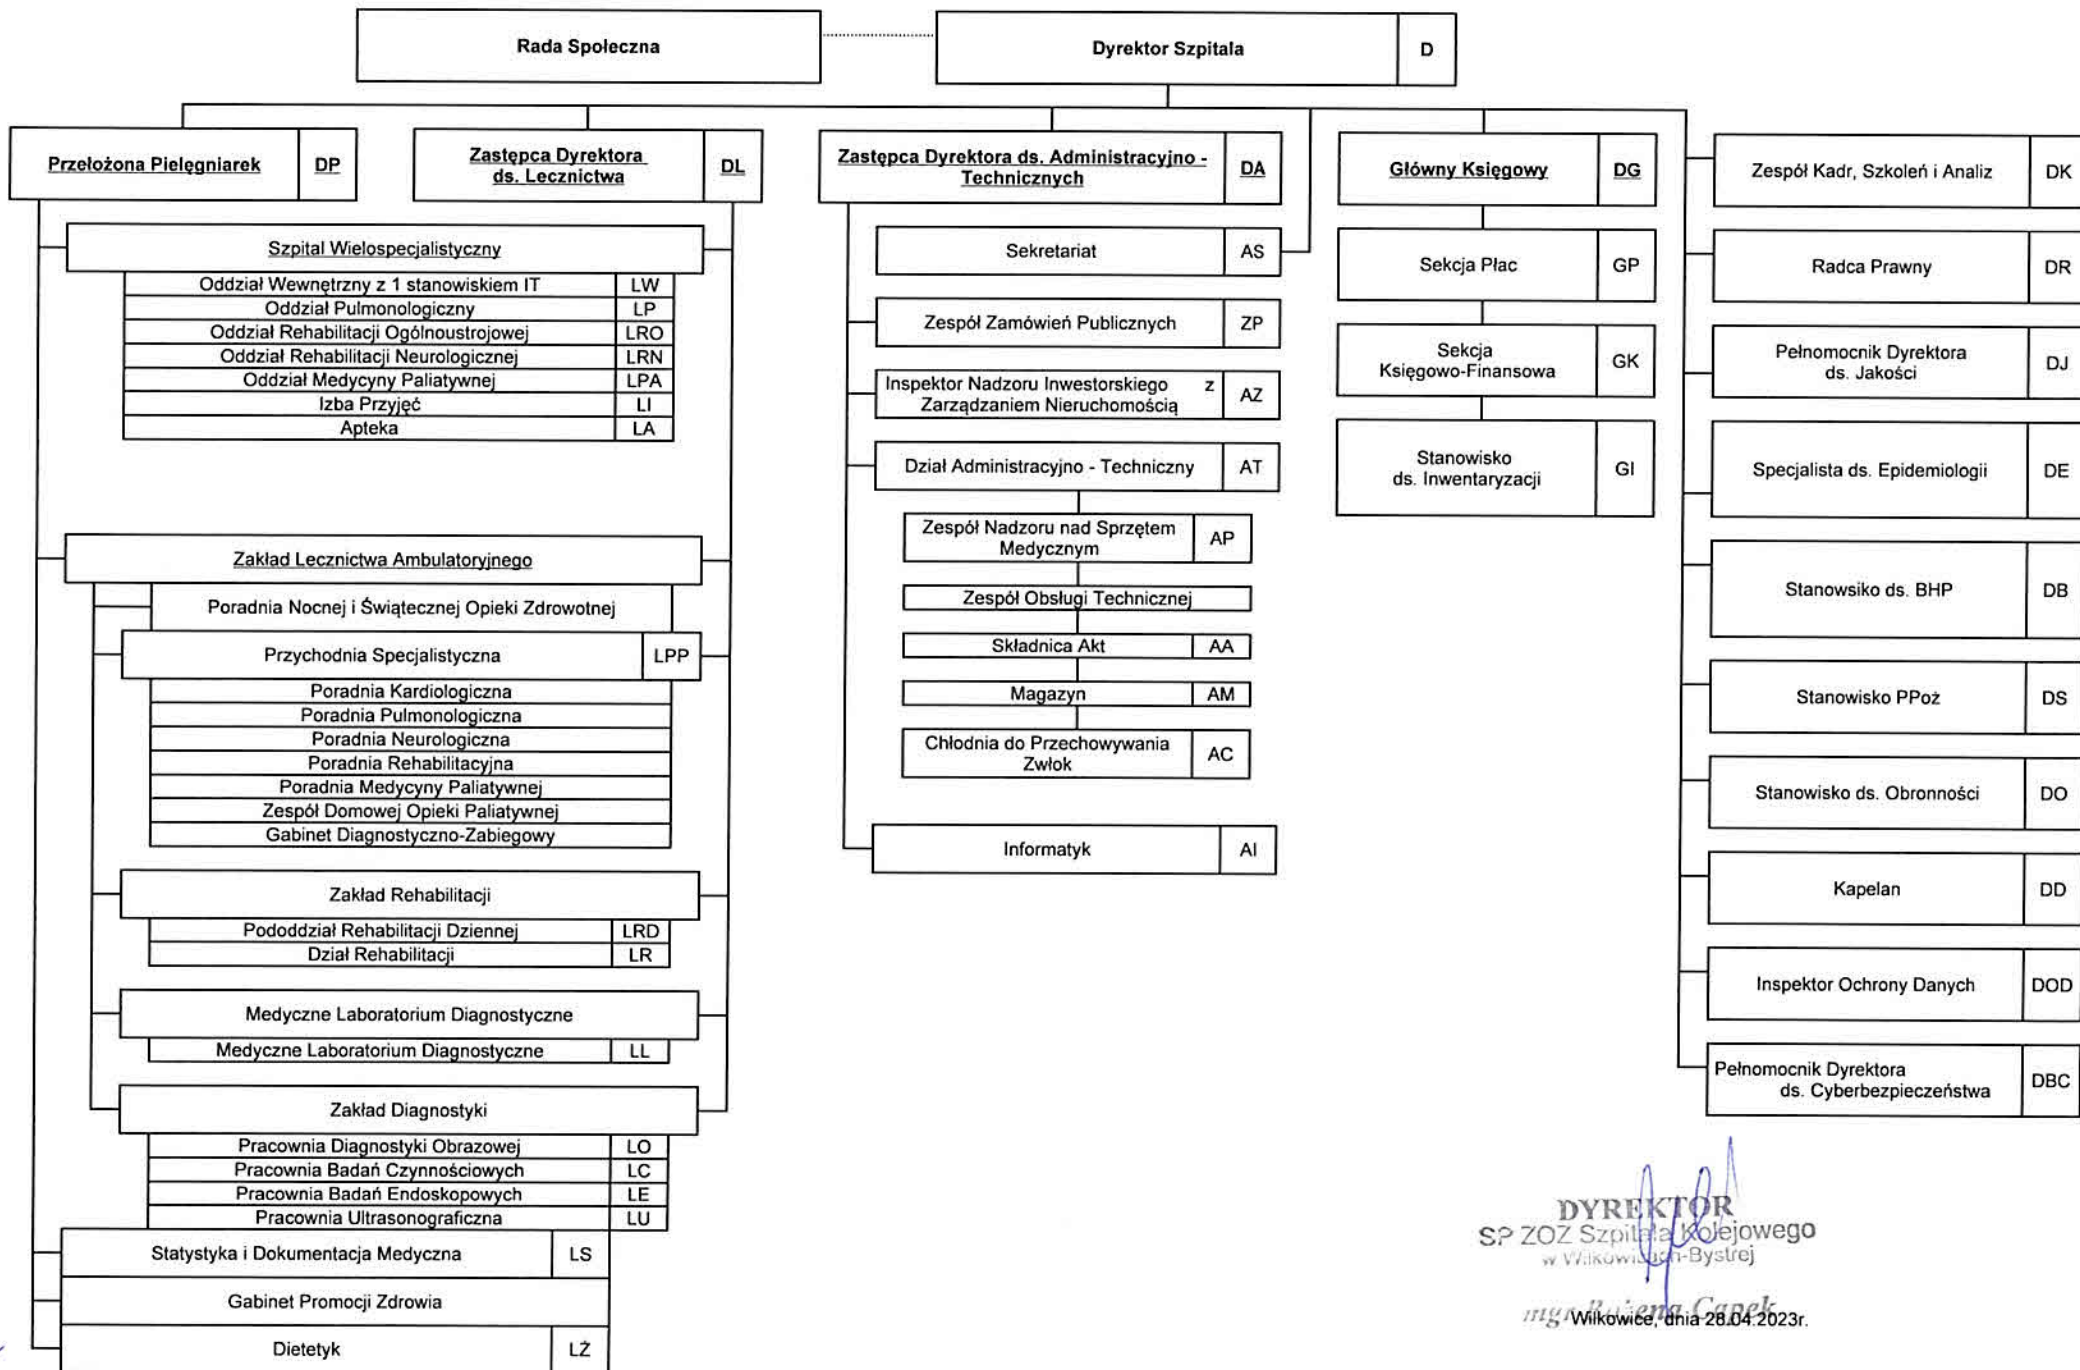 Rada Społeczna
Dyrektor Szpitala D
Przełożona Pielęgniarek DP
Zastępca Dyrektora
ds. Lecznictwa DL
Zastępca Dyrektora ds. Administracyjno -
Technicznych DA
Główny Księgowy DG
Szpital Wielospecjalistyczny
Oddział Wewnętrzny z 1 stanowiskiem IT LW
Oddział Pulmonologiczny LP
Oddział Rehabilitacji Ogólnoustrojowej LRO
Oddział Rehabilitacji Neurologicznej LRN
Oddział Medycyny Paliatywnej LPA
Izba Przyjęć LI
Apteka LA
Zakład Lecznictwa Ambulatoryjnego
Poradnia Nocnej i Świątecznej Opieki Zdrowotnej
Przychodnia Specjalistyczna LPP
Poradnia Kardiologiczna
Poradnia Pulmonologiczna
Poradnia Neurologiczna
Poradnia Rehabilitacyjna
Poradnia Medycyny Paliatywnej
Zespół Domowej Opieki Paliatywnej
Gabinet Diagnostyczno-Zabiegowy
Zakład Rehabilitacji
Pododdział Rehabilitacji Dziennej LRD
Dział Rehabilitacji LR
Medyczne Laboratorium Diagnostyczne
Medyczne Laboratorium Diagnostyczne LL
Zakład Diagnostyki
Pracownia Diagnostyki Obrazowej LO
Pracownia Badań Czynnościowych LC
Pracownia Badań Endoskopowych LE
Pracownia Ultrasonograficzna LU
Statystyka i Dokumentacja Medyczna LS
Gabinet Promocji Zdrowia
Dietetyk LŻ
Sekretariat AS
Zespół Zamówień Publicznych ZP
Inspektor Nadzoru Inwestorskiego z
Zarządzaniem Nieruchomością AZ
Dział Administracyjno - Techniczny AT
Zespół Nadzoru nad Sprzętem
Medycznym AP
Zespół Obsługi Technicznej
Składnica Akt AA
Magazyn AM
Chłodnia do Przechowywania
Zwłok AC
Informatyk AI
Sekcja Płac GP
Sekcja
Księgowo-Finansowa GK
Stanowisko
ds. Inwentaryzacji GI
Zespół Kadr, Szkoleń i Analiz DK
Radca Prawny DR
Pełnomocnik Dyrektora
ds. Jakości DJ
Specjalista ds. Epidemiologii DE
Stanowsiko ds. BHP DB
Stanowisko PPoż DS
Stanowisko ds. Obronności DO
Kapelan DD
Inspektor Ochrony Danych DOD
Pełnomocnik Dyrektora
ds. Cyberbezpieczeństwa DBC
DYREKTOR
SP ZOZ Szpitala Kolejowego
w Wilkowicach-Bystrej
mgr Bożena Capek
Wilkowice, dnia 28.04.2023r.